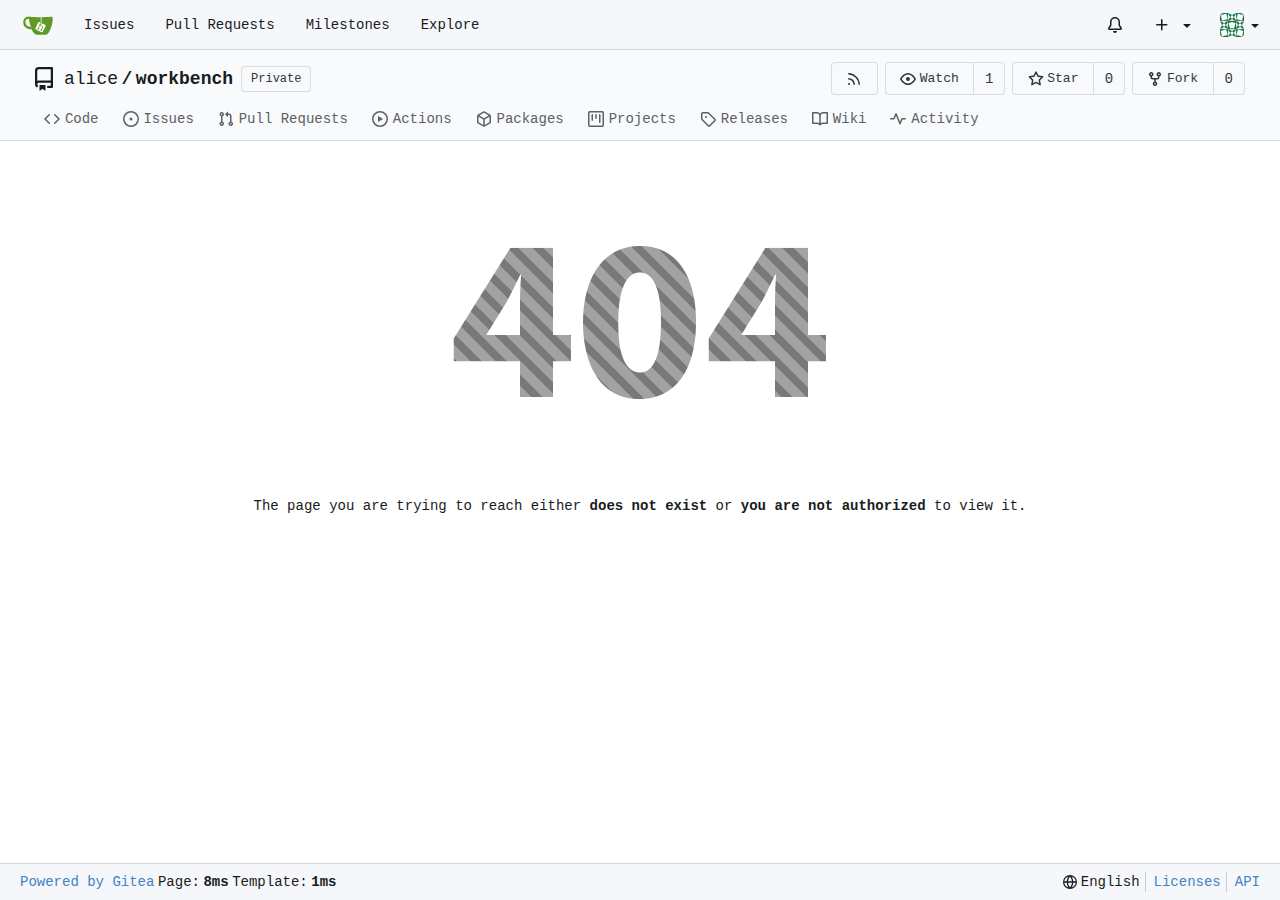 Issues Pull Requests Milestones Explore
alice / workbench Private Watch 1 Star 0 Fork 0
Code Issues Pull Requests Actions Packages Projects Releases Wiki Activity
404
The page you are trying to reach either does not exist or you are not authorized to view it.
Powered by Gitea Page: 8ms Template: 1ms English Licenses API